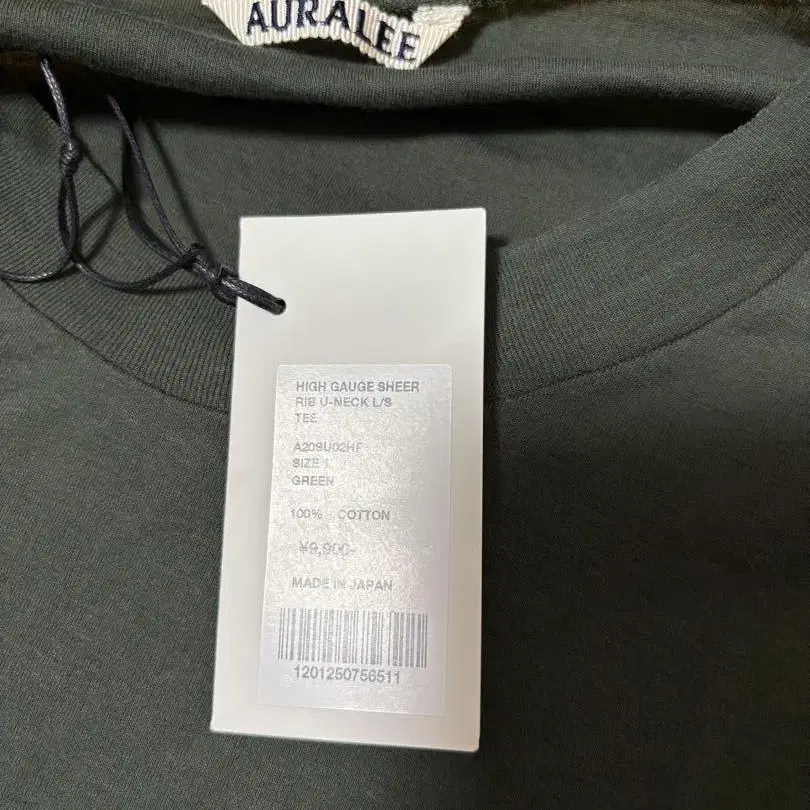 AURALEE
HIGH GAUGE SHEER
RIB U-NECK L/S
TEE
A20SU02HF
SIZE 1
GREEN
100% COTTON
¥9,900-
MADE IN JAPAN
1201250756511